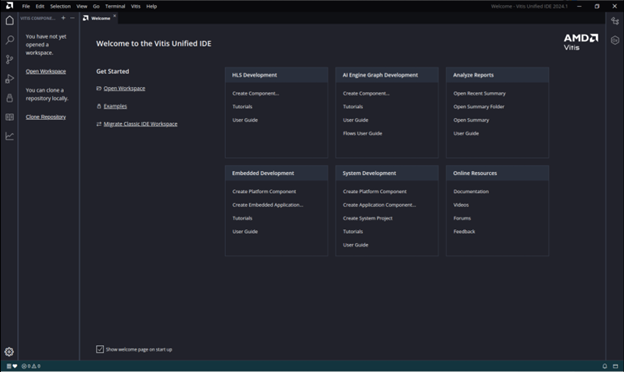 File Edit Selection View Go Terminal Vitis Help
Welcome - Vitis Unified IDE 2024.1
VITIS COMPONE...
Welcome
You have not yet
opened a
workspace.
Open Workspace
You can clone a
repository locally.
Clone Repository
Welcome to the Vitis Unified IDE
AMD
Vitis
Get Started
Open Workspace
Examples
Migrate Classic IDE Workspace
HLS Development
Create Component...
Tutorials
User Guide
AI Engine Graph Development
Create Component...
Tutorials
User Guide
Flows User Guide
Analyze Reports
Open Recent Summary
Open Summary Folder
Open Summary
User Guide
Embedded Development
Create Platform Component
Create Embedded Application...
Tutorials
User Guide
System Development
Create Platform Component
Create Application Component...
Create System Project
Tutorials
User Guide
Online Resources
Documentation
Videos
Forums
Feedback
Show welcome page on start up
0 0